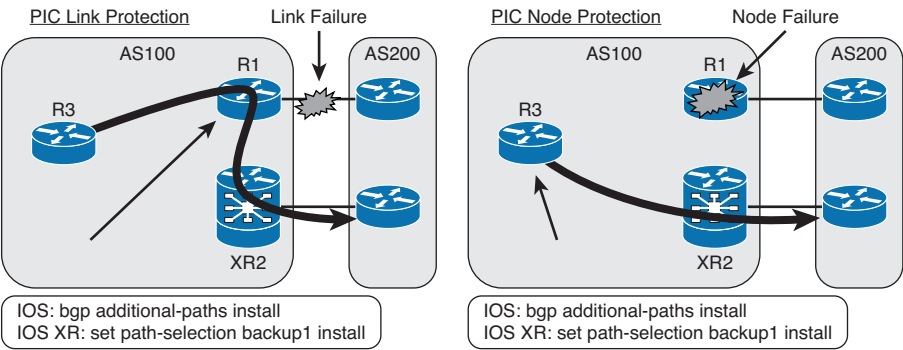 PIC Link Protection
Link Failure
AS100
AS200
R1
R3
XR2
IOS: bgp additional-paths install
IOS XR: set path-selection backup1 install
PIC Node Protection
Node Failure
AS100
AS200
R1
R3
XR2
IOS: bgp additional-paths install
IOS XR: set path-selection backup1 install